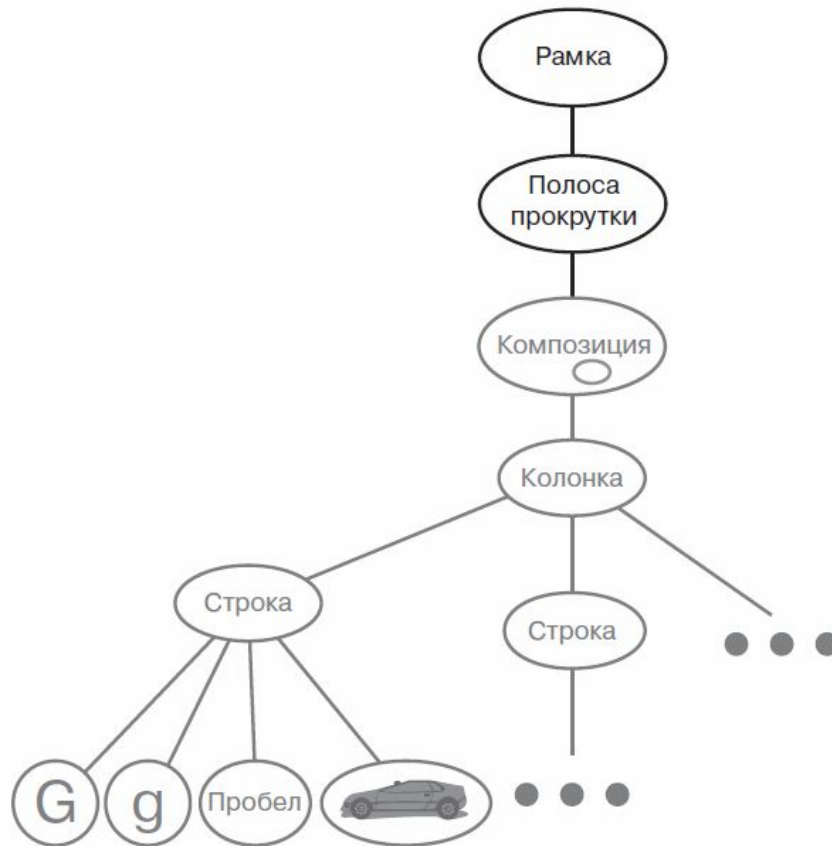 Рамка
Полоса
прокрутки
Композиция
Колонка
Строка
Строка
G
g
Пробел